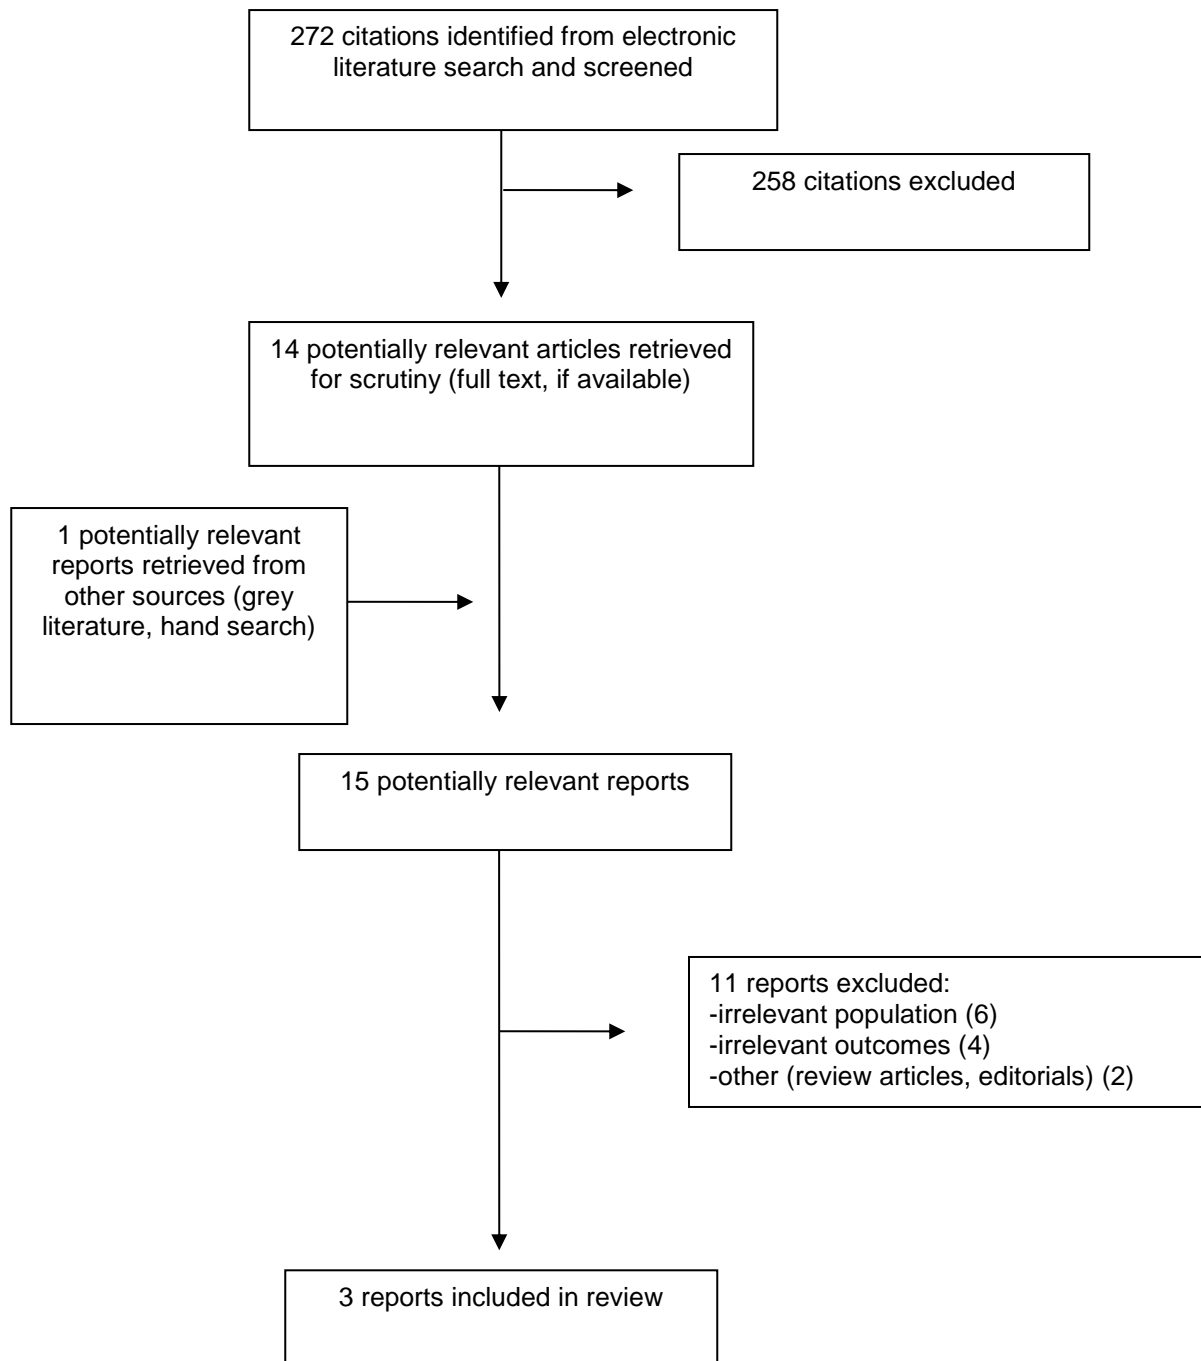 272 citations identified from electronic
literature search and screened
258 citations excluded
14 potentially relevant articles retrieved
for scrutiny (full text, if available)
1 potentially relevant
reports retrieved from
other sources (grey
literature, hand search)
15 potentially relevant reports
11 reports excluded:
-irrelevant population (6)
-irrelevant outcomes (4)
-other (review articles, editorials) (2)
3 reports included in review